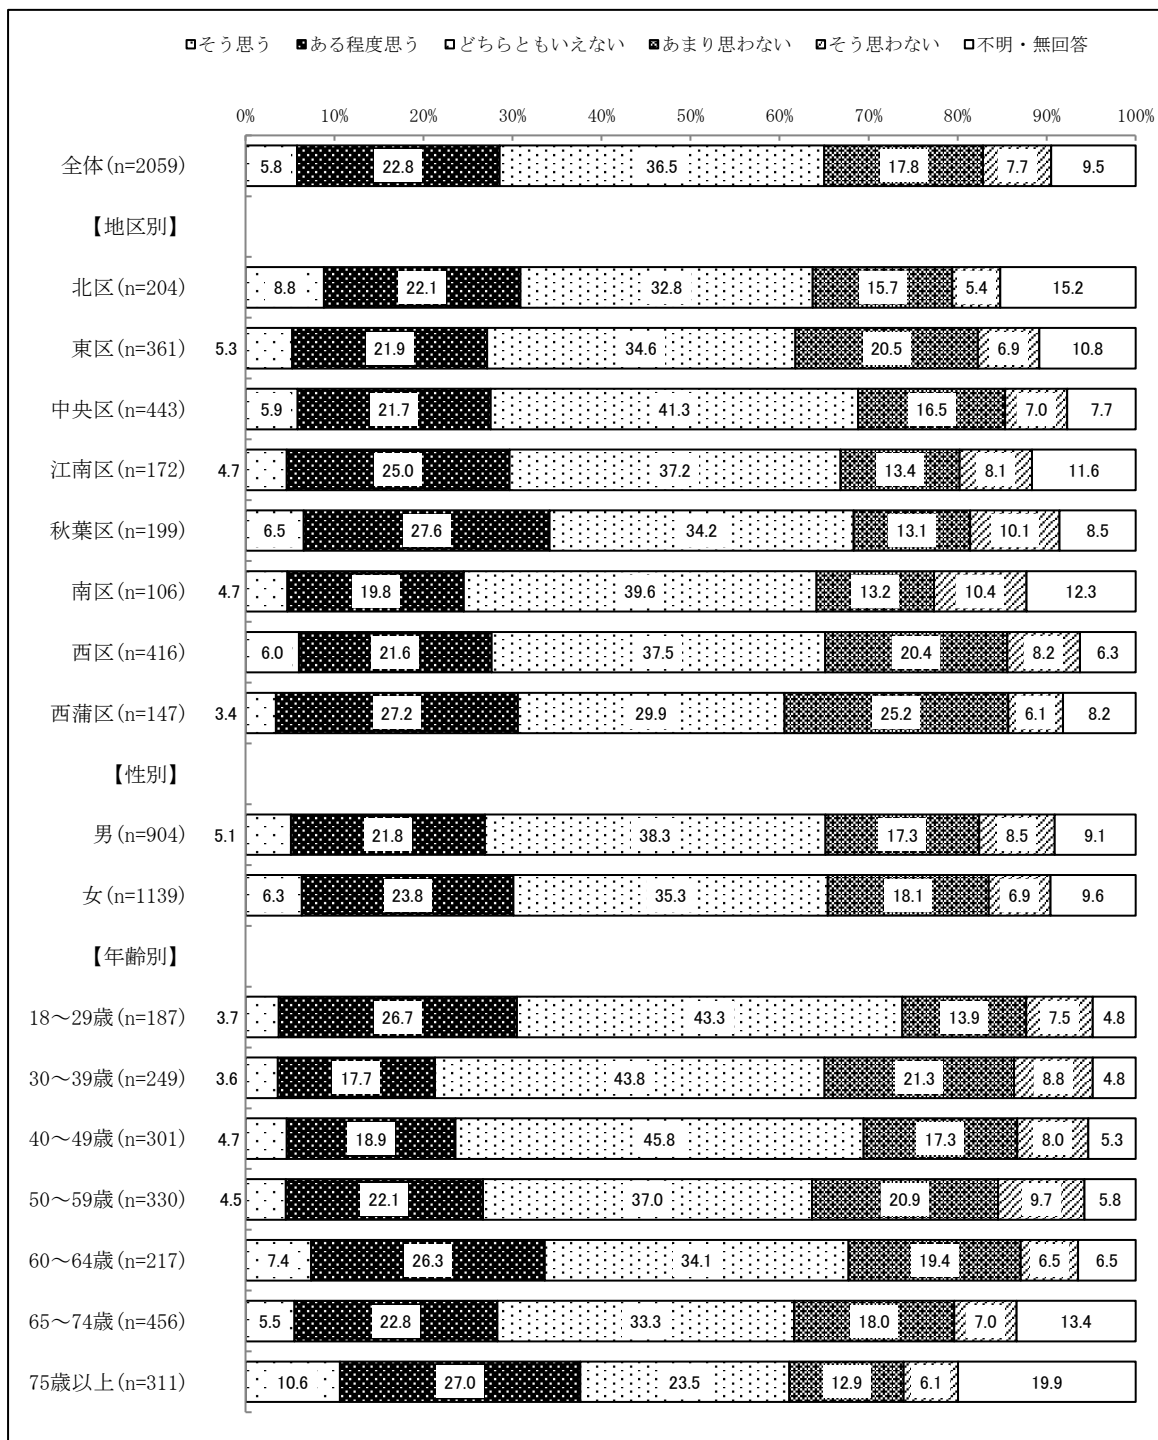 そう思う ある程度思う どちらともいえない あまり思わない そう思わない 不明・無回答
0% 10% 20% 30% 40% 50% 60% 70% 80% 90% 100%
全体(n=2059) 5.8 22.8 36.5 17.8 7.7 9.5
【地区別】
北区(n=204) 8.8 22.1 32.8 15.7 5.4 15.2
東区(n=361) 5.3 21.9 34.6 20.5 6.9 10.8
中央区(n=443) 5.9 21.7 41.3 16.5 7.0 7.7
江南区(n=172) 4.7 25.0 37.2 13.4 8.1 11.6
秋葉区(n=199) 6.5 27.6 34.2 13.1 10.1 8.5
南区(n=106) 4.7 19.8 39.6 13.2 10.4 12.3
西区(n=416) 6.0 21.6 37.5 20.4 8.2 6.3
西蒲区(n=147) 3.4 27.2 29.9 25.2 6.1 8.2
【性別】
男(n=904) 5.1 21.8 38.3 17.3 8.5 9.1
女(n=1139) 6.3 23.8 35.3 18.1 6.9 9.6
【年齢別】
18～29歳(n=187) 3.7 26.7 43.3 13.9 7.5 4.8
30～39歳(n=249) 3.6 17.7 43.8 21.3 8.8 4.8
40～49歳(n=301) 4.7 18.9 45.8 17.3 8.0 5.3
50～59歳(n=330) 4.5 22.1 37.0 20.9 9.7 5.8
60～64歳(n=217) 7.4 26.3 34.1 19.4 6.5 6.5
65～74歳(n=456) 5.5 22.8 33.3 18.0 7.0 13.4
75歳以上(n=311) 10.6 27.0 23.5 12.9 6.1 19.9